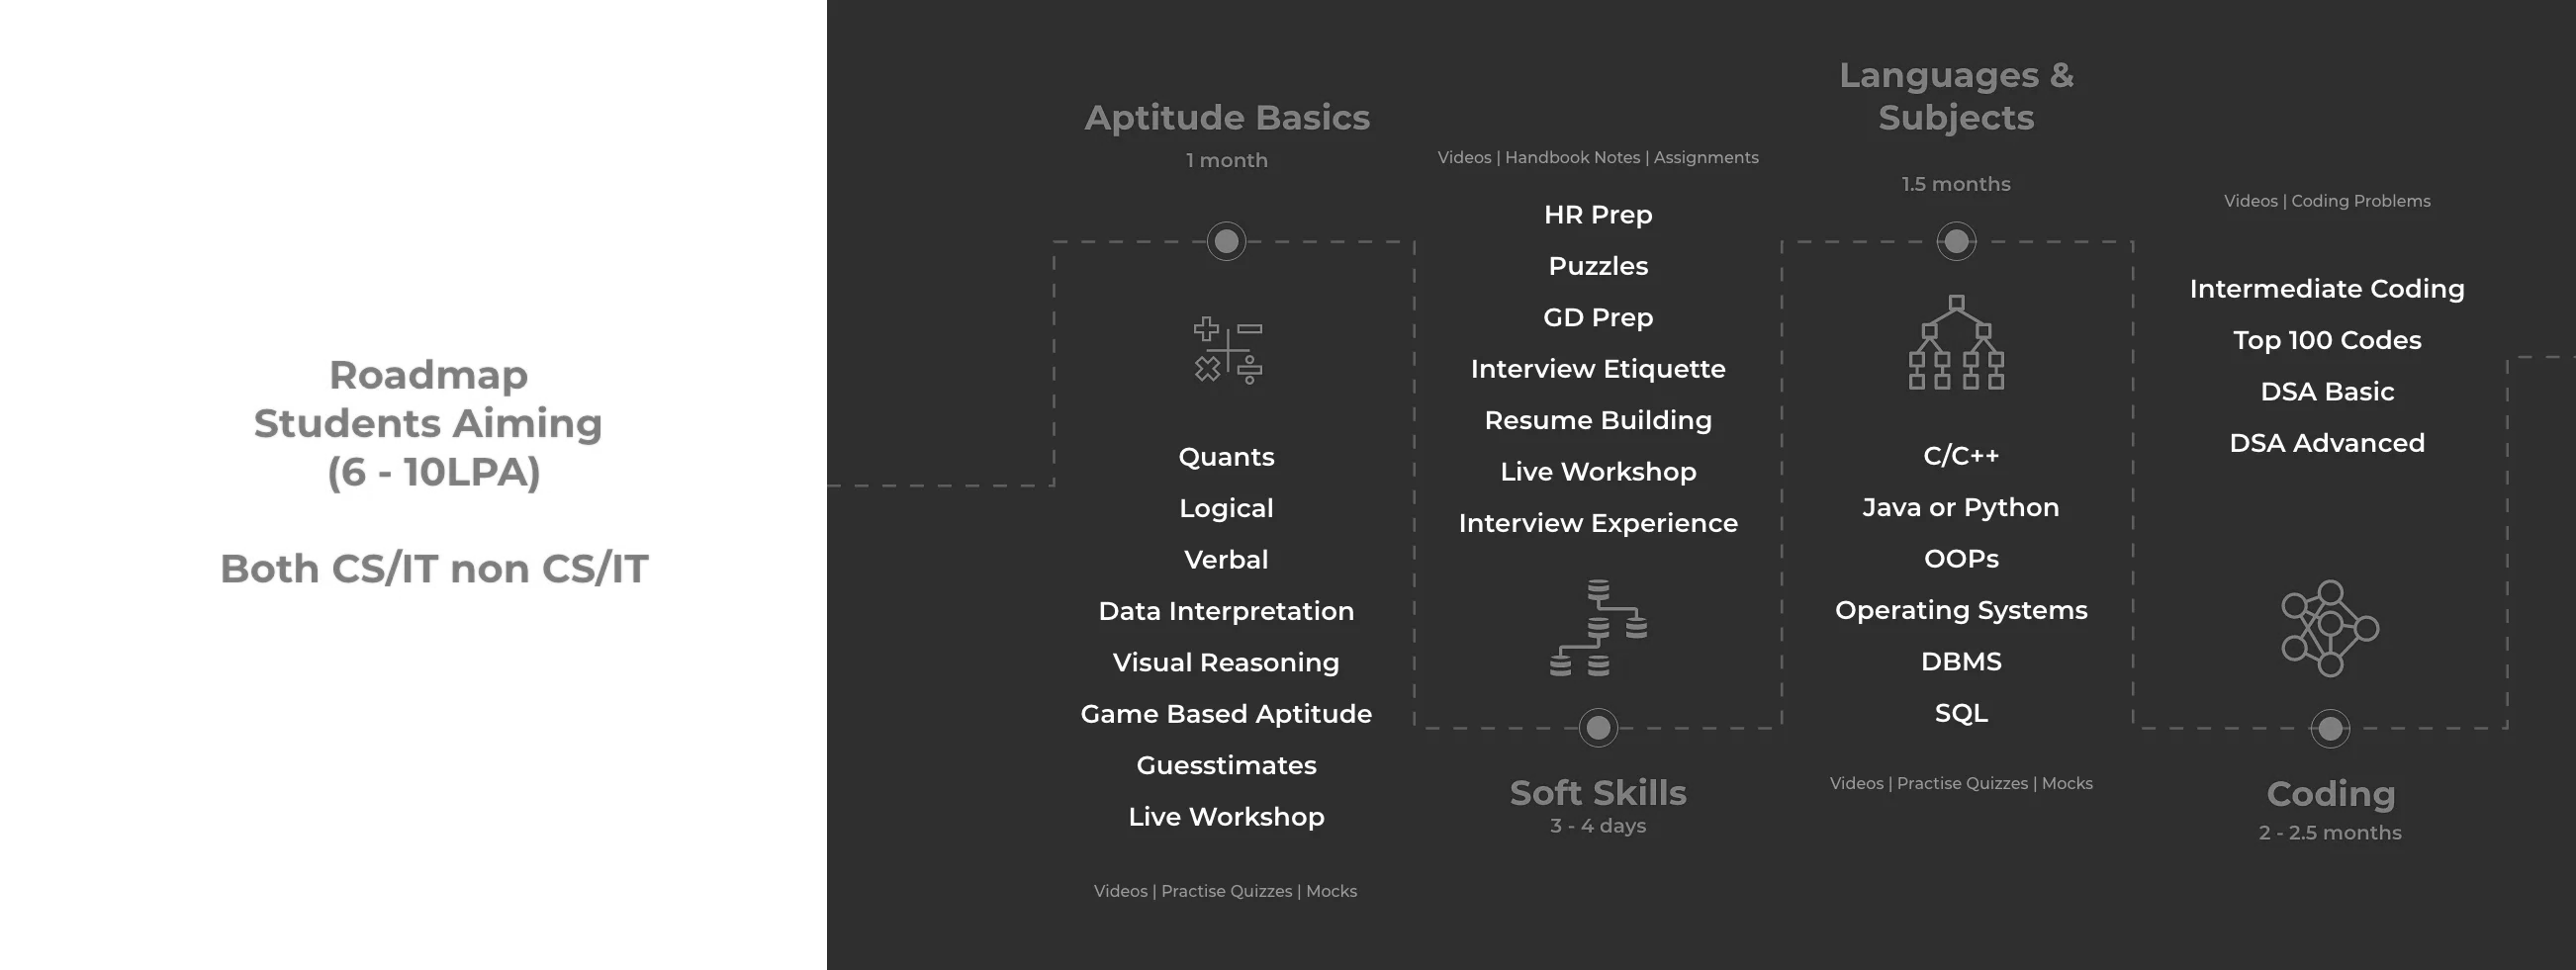 Roadmap
Students Aiming
(6 - 10LPA)
Both CS/IT non CS/IT
Aptitude Basics
1 month
Quants
Logical
Verbal
Data Interpretation
Visual Reasoning
Game Based Aptitude
Guesstimates
Live Workshop
Videos | Practise Quizzes | Mocks
Videos | Handbook Notes | Assignments
HR Prep
Puzzles
GD Prep
Interview Etiquette
Resume Building
Live Workshop
Interview Experience
Soft Skills
3 - 4 days
Languages &
Subjects
1.5 months
C/C++
Java or Python
OOPs
Operating Systems
DBMS
SQL
Videos | Practise Quizzes | Mocks
Videos | Coding Problems
Intermediate Coding
Top 100 Codes
DSA Basic
DSA Advanced
Coding
2 - 2.5 months